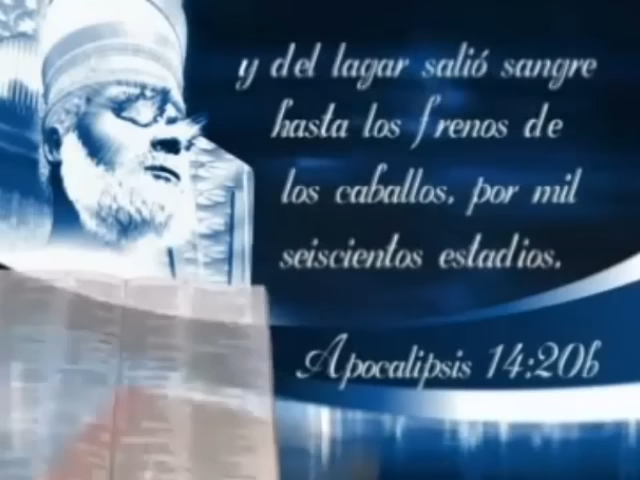 y del lagar salió sangre
hasta los frenos de
los caballos, por mil
seiscientos estadios.
Apocalipsis 14:20b